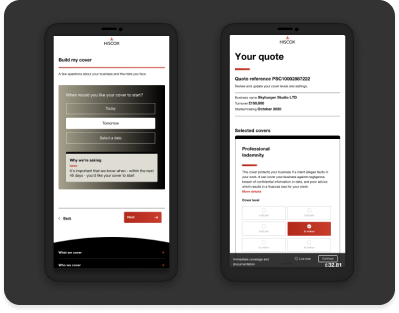 HISCOX
Build my cover
A few questions about your business and the risks you face.
When would you like your cover to start?
Today
Tomorrow
Select a date
Why we're asking
It's important that we know when - within the next
45 days - you'd like your cover to start
Back
Next
What we cover
Who we cover
HISCOX
Your quote
Quote reference PSC10002887222
Review and update your cover levels and settings.
Business name Skyburger Studio LTD
Turnover £150,000
Started trading October 2020
Selected covers
Professional
Indemnity
This cover protects your business if a client alleges faults in
your work. It can cover your business against negligence,
breach of confidential information or data, and poor advice
which results in a financial loss for your client.
More details
Cover level
Immediate coverage and
documentation
Live now
Continue
£32.81